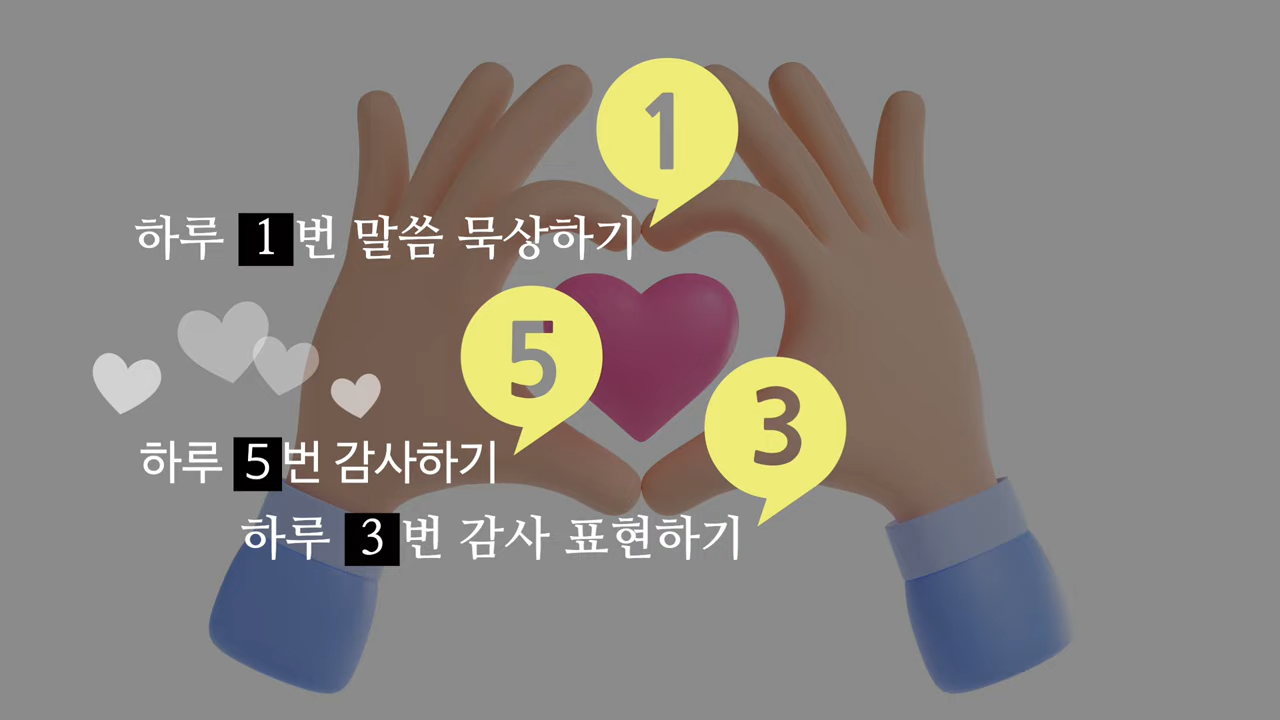 1
하루 1번 말씀 묵상하기
5
3
하루 5번 감사하기
하루 3번 감사 표현하기